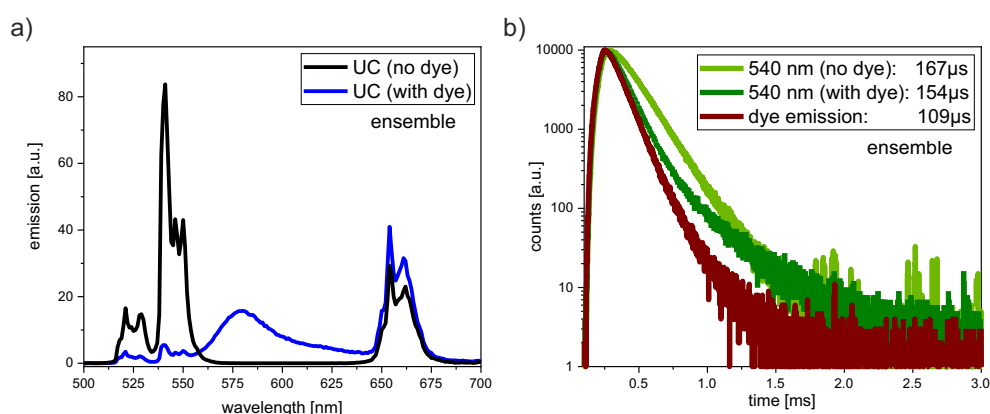 a)
UC (no dye)
UC (with dye)
ensemble
emission [a.u.]
80
60
40
20
0
500 525 550 575 600 625 650 675 700
wavelength [nm]
b)
540 nm (no dye): 167µs
540 nm (with dye): 154µs
dye emission: 109µs
ensemble
counts [a.u.]
10000
1000
100
10
1
0.5 1.0 1.5 2.0 2.5 3.0
time [ms]